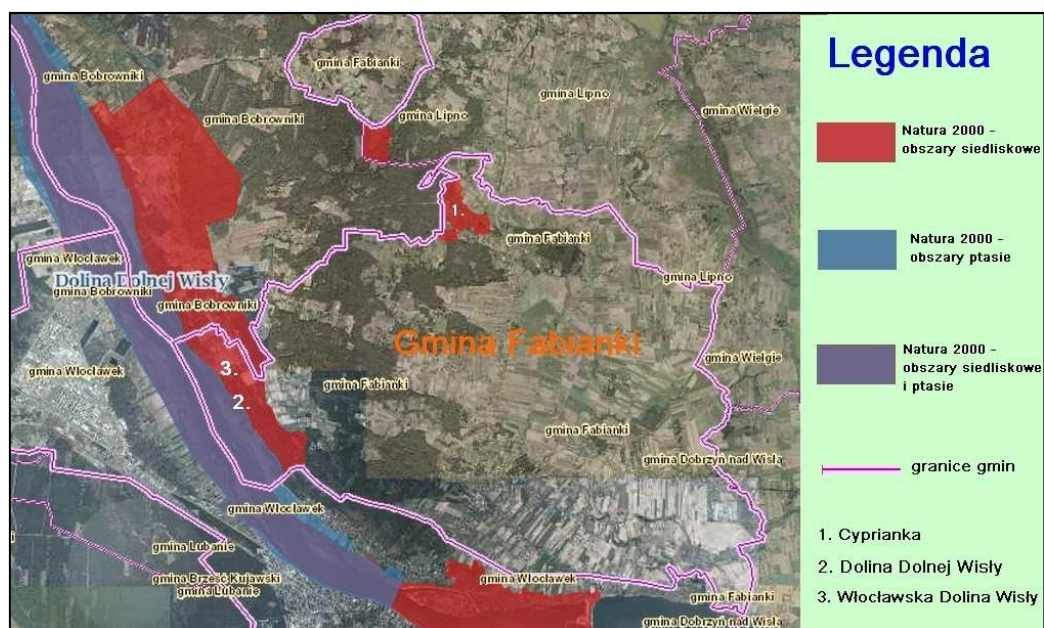 gmina Bobrowniki
gmina Fabianki
gmina Lipno
gmina Lipno
gmina Wielgie
gmina Bobrowniki
1.
gmina Fabianki
gmina Włocławek
gmina Lipno
Dolina Dolnej Wisły
gmina Bobrowniki
gmina Bobrowniki
Gmina Fabianki
gmina Wielgie
gmina Włocławek
3.
gmina Fabianki
2.
gmina Fabianki
gmina Dobrzyń nad Wisłą
gmina Włocławek
gmina Lubanie
gmina Brześć Kujawski
gmina Włocławek
gmina Lubanie
gmina Fabianki
gmina Dobrzyń nad Wisłą
Legenda
Natura 2000 -
obszary siedliskowe
Natura 2000 -
obszary ptasie
Natura 2000 -
obszary siedliskowe
i ptasie
granice gmin
1. Cyprianka
2. Dolina Dolnej Wisły
3. Włocławska Dolina Wisły